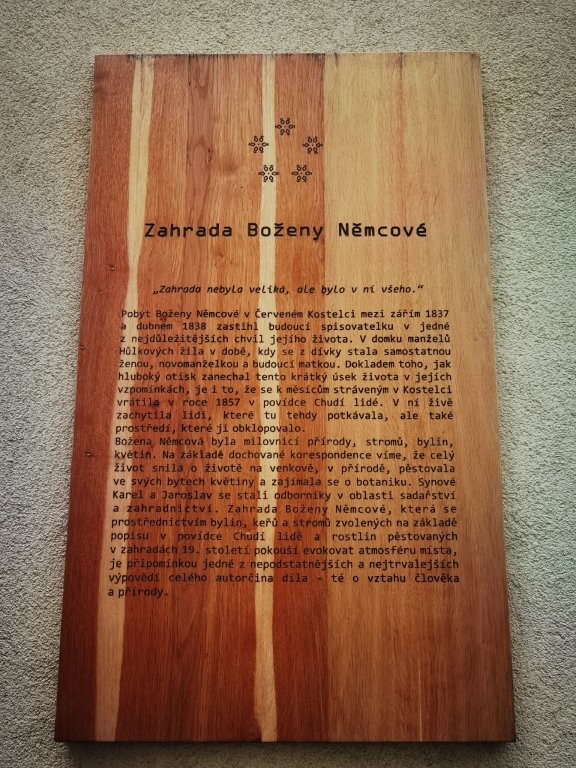 Zahrada Boženy Němcové
„Zahrada nebyla veliká, ale bylo v ní všeho.“
Pobyt Boženy Němcové v Červeném Kostelci mezi zářím 1837
a dubnem 1838 zastihl budoucí spisovatelku v jedné
z nejdůležitějších chvil jejího života. V domku manželů
Hůlkových žila v době, kdy se z dívky stala samostatnou
ženou, novomanželkou a budoucí matkou. Dokladem toho, jak
hluboký otisk zanechal tento krátký úsek života v jejích
vzpomínkách, je i to, že se k měsícům stráveným v Kostelci
vrátila v roce 1857 v povídce Chudí lidé. V ní živě
zachytila lidi, které tu tehdy potkávala, ale také
prostředí, které jí obklopovalo.
Božena Němcová byla milovnicí přírody, stromů, bylin,
květin. Na základě dochované korespondence víme, že celý
život snila o životě na venkově, v přírodě, pěstovala
ve svých bytech květiny a zajímala se o botaniku. Synové
Karel a Jaroslav se stali odborníky v oblasti sadařství
a zahradnictví. Zahrada Boženy Němcové, která se
prostřednictvím bylin, keřů a stromů zvolených na základě
popisu v povídce Chudí lidé a rostlin pěstovaných
v zahradách 19. století pokouší evokovat atmosféru místa,
je připomínkou jedné z nepodstatnějších a nejtrvalejších
výpovědí celého autorčina díla - té o vztahu člověka
a přírody.